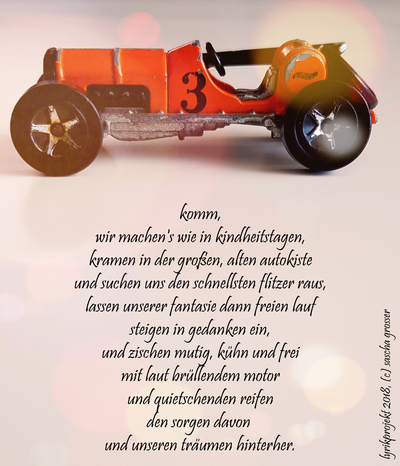 3
komm,
wir machen's wie in kindheitstagen,
kramen in der großen, alten autokiste
und suchen uns den schnellsten flitzer raus,
lassen unserer fantasie dann freien lauf
steigen in gedanken ein,
und zischen mutig, kühn und frei
mit laut brüllendem motor
und quietschenden reifen
den sorgen davon
und unseren träumen hinterher.
lyrikprojekt 2018, (c) sascha grosser